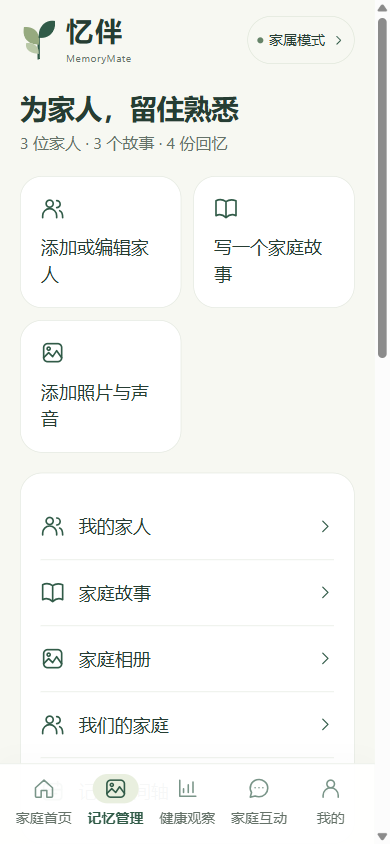 忆伴
MemoryMate
家属模式
为家人，留住熟悉
3 位家人 · 3 个故事 · 4 份回忆
添加或编辑家
人
写一个家庭故
事
添加照片与声
音
我的家人
家庭故事
家庭相册
我们的家庭
家庭首页
记忆管理
健康观察
家庭互动
我的